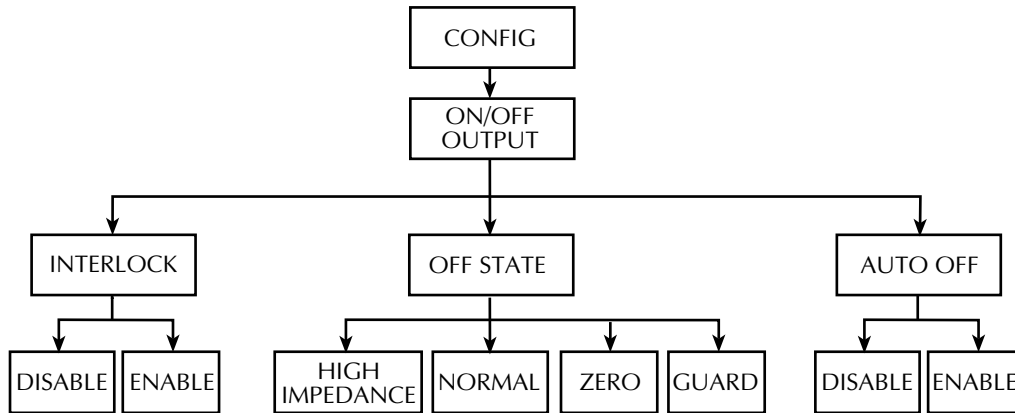 CONFIG
ON/OFF
OUTPUT
INTERLOCK
OFF STATE
AUTO OFF
DISABLE
ENABLE
HIGH
IMPEDANCE
NORMAL
ZERO
GUARD
DISABLE
ENABLE